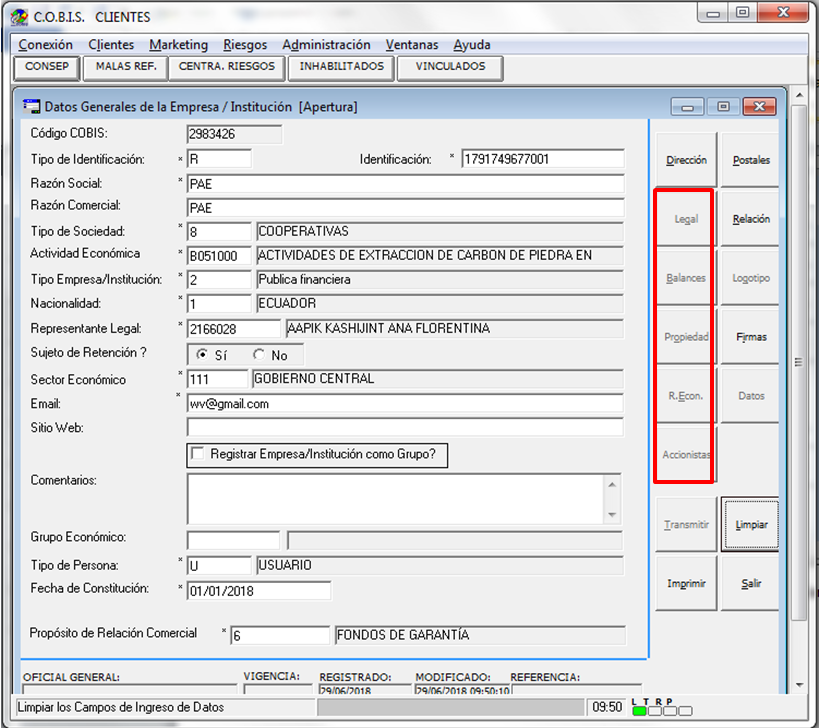 C.O.B.I.S. CLIENTES
Conexión Clientes Marketing Riesgos Administración Ventanas Ayuda
CONSEP MALAS REF. CENTRA. RIESGOS INHABILITADOS VINCULADOS
Datos Generales de la Empresa / Institución [Apertura]
Código COBIS: 2983426
Tipo de Identificación: * R Identificación: * 1791749677001
Razón Social: * PAE
Razón Comercial: * PAE
Tipo de Sociedad: * 8 COOPERATIVAS
Actividad Económica * B051000 ACTIVIDADES DE EXTRACCION DE CARBON DE PIEDRA EN
Tipo Empresa/Institución: * 2 Publica financiera
Nacionalidad: * 1 ECUADOR
Representante Legal: * 2166028 AAPIK KASHIJINT ANA FLORENTINA
Sujeto de Retención ? Sí No
Sector Económico * 111 GOBIERNO CENTRAL
Email: * wv@gmail.com
Sitio Web:
Registrar Empresa/Institución como Grupo?
Comentarios:
Grupo Económico:
Tipo de Persona: * U USUARIO
Fecha de Constitución: * 01/01/2018
Propósito de Relación Comercial * 6 FONDOS DE GARANTÍA
Dirección Postales
Legal Relación
Balances Logotipo
Propiedad Firmas
R.Econ. Datos
Accionistas
Transmitir Limpiar
Imprimir Salir
OFICIAL GENERAL: VIGENCIA: REGISTRADO: MODIFICADO: REFERENCIA:
29/06/2018 29/06/2018 09:50:10
Limpiar los Campos de Ingreso de Datos 09:50 L T R P